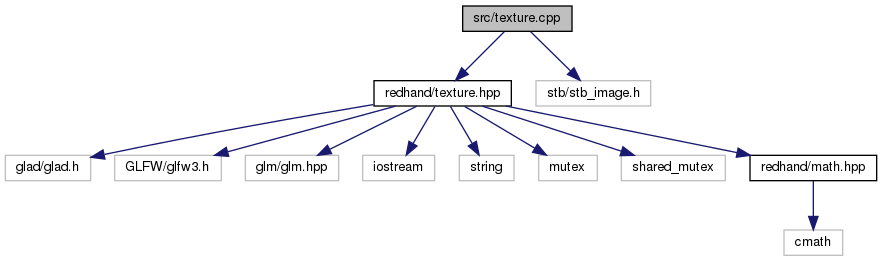 src/texture.cpp
redhand/texture.hpp
stb/stb_image.h
glad/glad.h
GLFW/glfw3.h
glm/glm.hpp
iostream
string
mutex
shared_mutex
redhand/math.hpp
cmath